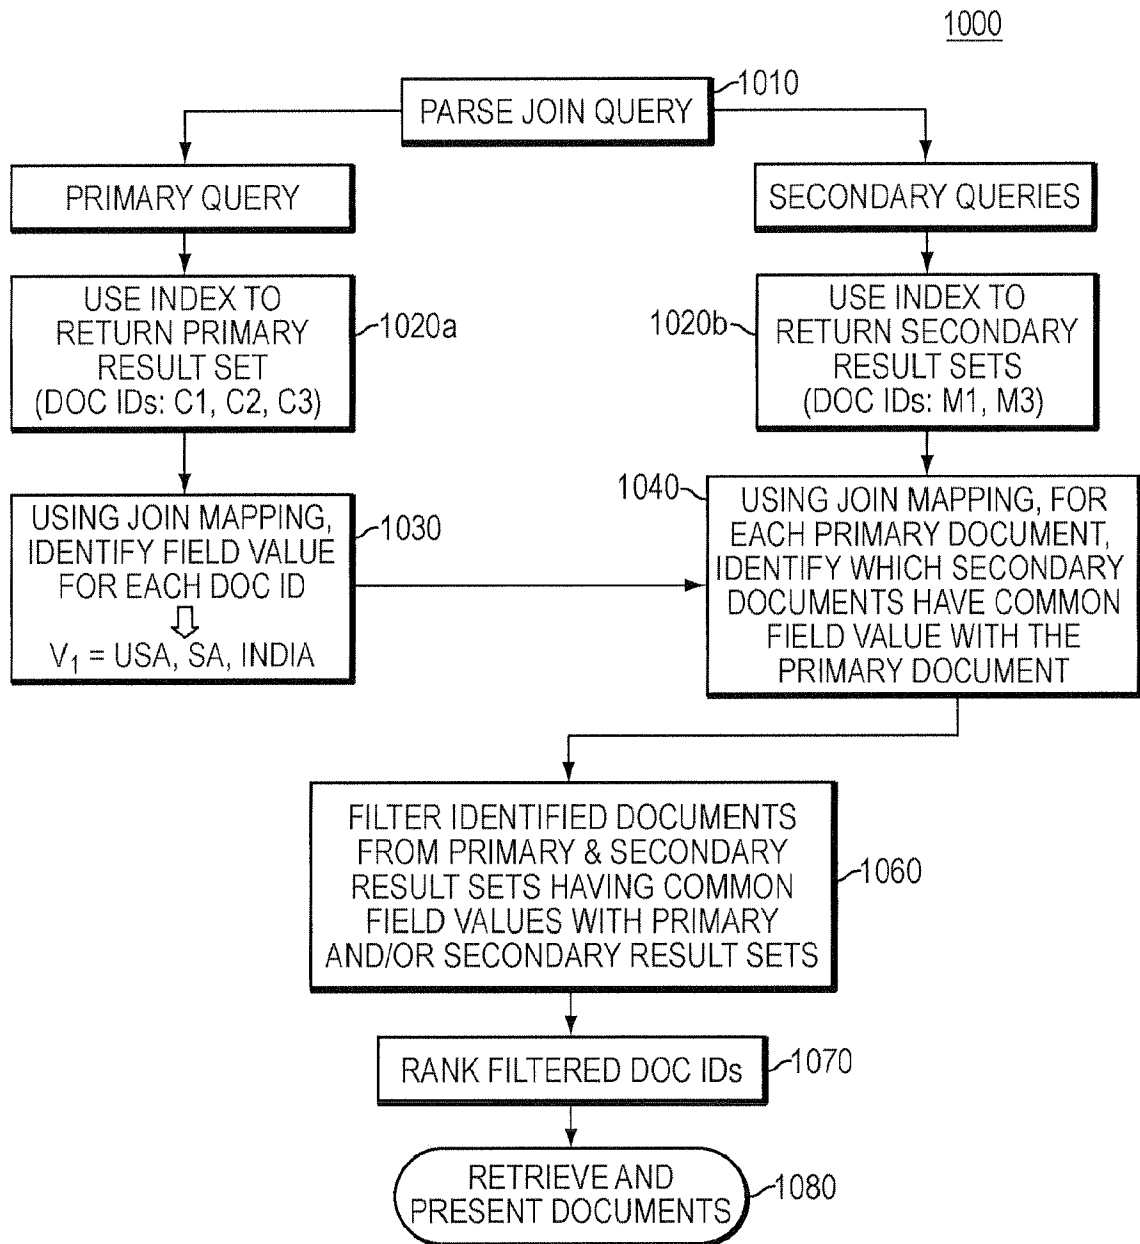 1000
PARSE JOIN QUERY
1010
PRIMARY QUERY
SECONDARY QUERIES
USE INDEX TO
RETURN PRIMARY
RESULT SET
(DOC IDs: C1, C2, C3)
1020a
1020b
USE INDEX TO
RETURN SECONDARY
RESULT SETS
(DOC IDs: M1, M3)
USING JOIN MAPPING,
IDENTIFY FIELD VALUE
FOR EACH DOC ID
V1 = USA, SA, INDIA
1030
1040
USING JOIN MAPPING, FOR
EACH PRIMARY DOCUMENT,
IDENTIFY WHICH SECONDARY
DOCUMENTS HAVE COMMON
FIELD VALUE WITH THE
PRIMARY DOCUMENT
FILTER IDENTIFIED DOCUMENTS
FROM PRIMARY & SECONDARY
RESULT SETS HAVING COMMON
FIELD VALUES WITH PRIMARY
AND/OR SECONDARY RESULT SETS
1060
RANK FILTERED DOC IDs
1070
RETRIEVE AND
PRESENT DOCUMENTS
1080